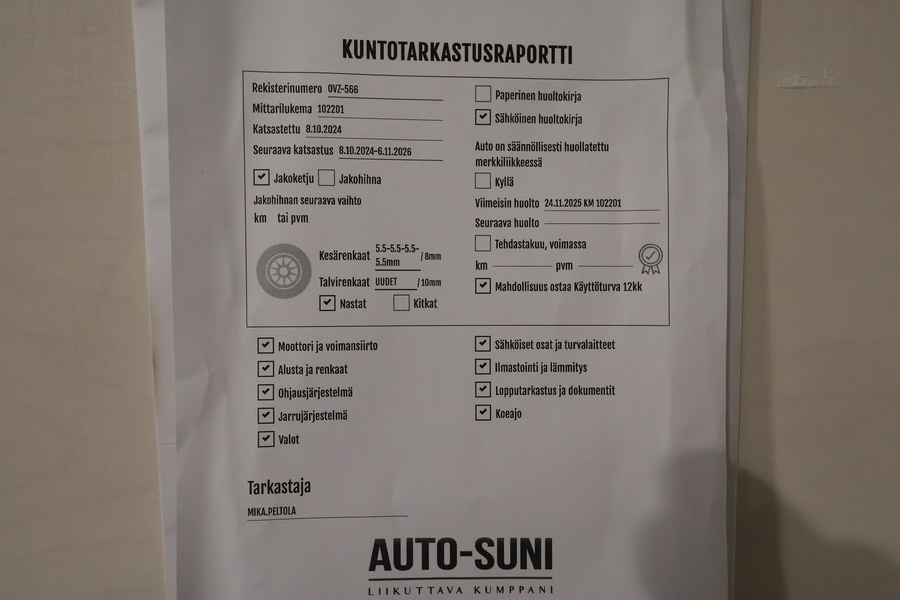 KUNTOTARKASTUSRAPORTTI
Rekisterinumero OVZ-566
Mittarilukema 102201
Katsastettu 8.10.2024
Seuraava katsastus 8.10.2024-6.11.2026
Jakoketju Jakohihna
Jakohihnan seuraava vaihto
km tai pvm
Kesärenkaat 5.5-5.5-5.5-5.5mm / 8mm
Talvirenkaat UUDET / 10mm
Nastat Kitkat
Paperinen huoltokirja
Sähköinen huoltokirja
Auto on säännöllisesti huollatettu
merkkiliikkeessä
Kyllä
Viimeisin huolto 24.11.2025 KM 102201
Seuraava huolto
Tehdastakuu, voimassa
km pvm
Mahdollisuus ostaa Käyttöturva 12kk
Moottori ja voimansiirto
Alusta ja renkaat
Ohjausjärjestelmä
Jarrujärjestelmä
Valot
Sähköiset osat ja turvalaitteet
Ilmastointi ja lämmitys
Lopputarkastus ja dokumentit
Koeajo
Tarkastaja
MIKA.PELTOLA
AUTO-SUNI
LIIKUTTAVA KUMPPANI